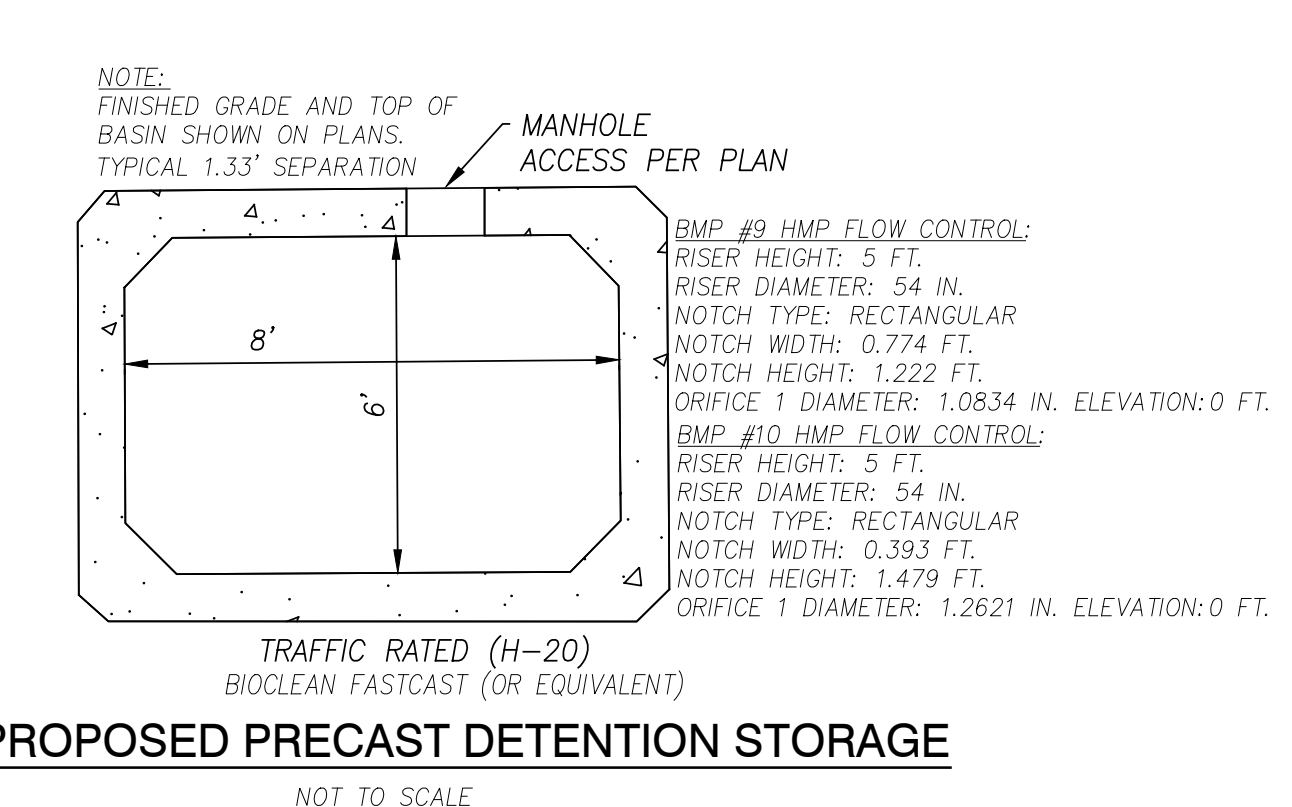 NOTE:
FINISHED GRADE AND TOP OF
BASIN SHOWN ON PLANS.
TYPICAL 1.33' SEPARATION
MANHOLE
ACCESS PER PLAN
8'
6'
BMP #9 HMP FLOW CONTROL:
RISER HEIGHT: 5 FT.
RISER DIAMETER: 54 IN.
NOTCH TYPE: RECTANGULAR
NOTCH WIDTH: 0.774 FT.
NOTCH HEIGHT: 1.222 FT.
ORIFICE 1 DIAMETER: 1.0834 IN. ELEVATION: 0 FT.
BMP #10 HMP FLOW CONTROL:
RISER HEIGHT: 5 FT.
RISER DIAMETER: 54 IN.
NOTCH TYPE: RECTANGULAR
NOTCH WIDTH: 0.393 FT.
NOTCH HEIGHT: 1.479 FT.
ORIFICE 1 DIAMETER: 1.2621 IN. ELEVATION: 0 FT.
TRAFFIC RATED (H-20)
BIOCLEAN FASTCAST (OR EQUIVALENT)
PROPOSED PRECAST DETENTION STORAGE
NOT TO SCALE